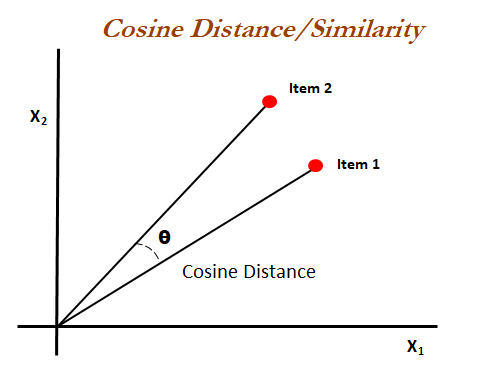 Cosine Distance/Similarity
Item 2
X₂
Item 1
θ
Cosine Distance
X₁